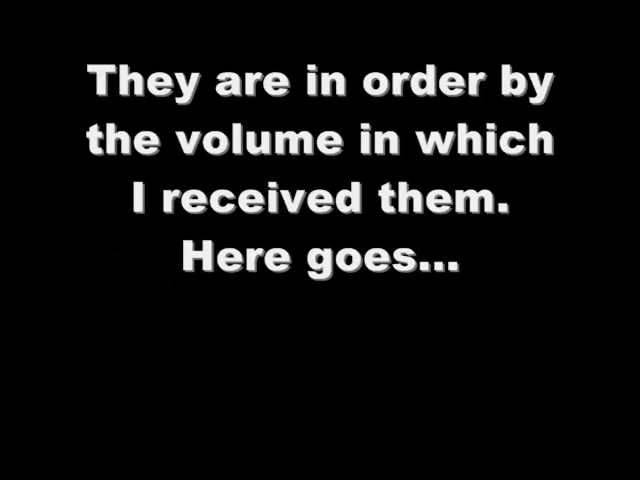 They are in order by
the volume in which
I received them.
Here goes...